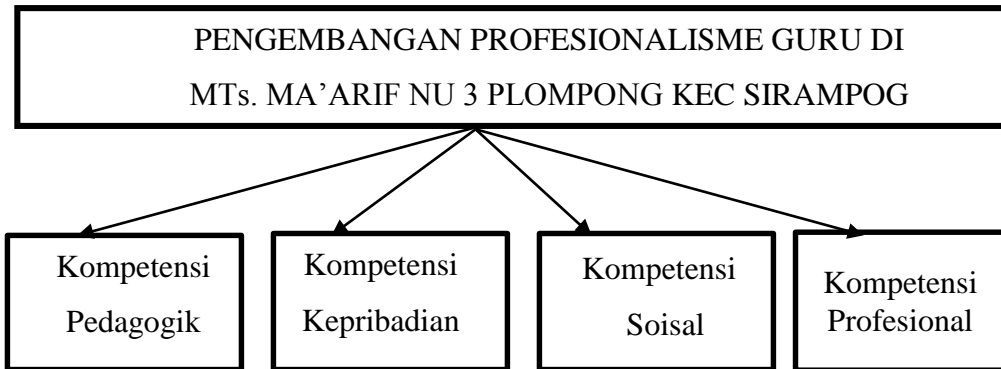 PENGEMBANGAN PROFESIONALISME GURU DI
MTs. MA’ARIF NU 3 PLOMPONG KEC SIRAMPOG
Kompetensi
Pedagogik
Kompetensi
Kepribadian
Kompetensi
Soisal
Kompetensi
Profesional